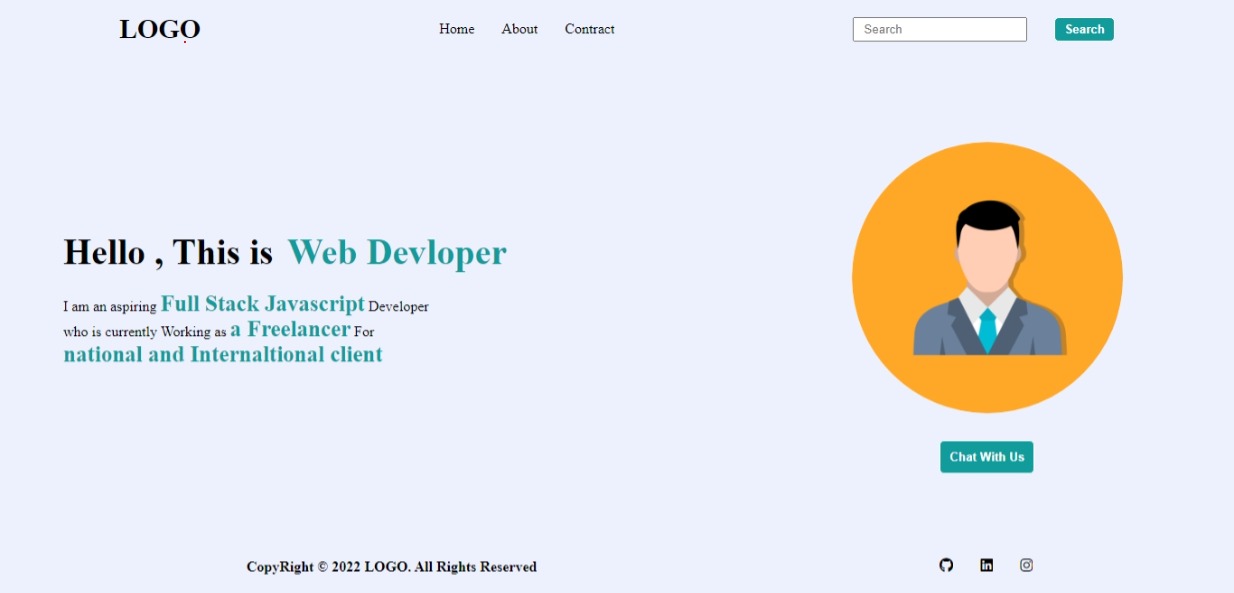 LOGO
Home About Contract
Search
Search
Hello , This is Web Devloper
I am an aspiring Full Stack Javascript Developer
who is currently Working as a Freelancer For
national and Internaltional client
Chat With Us
CopyRight © 2022 LOGO. All Rights Reserved
in